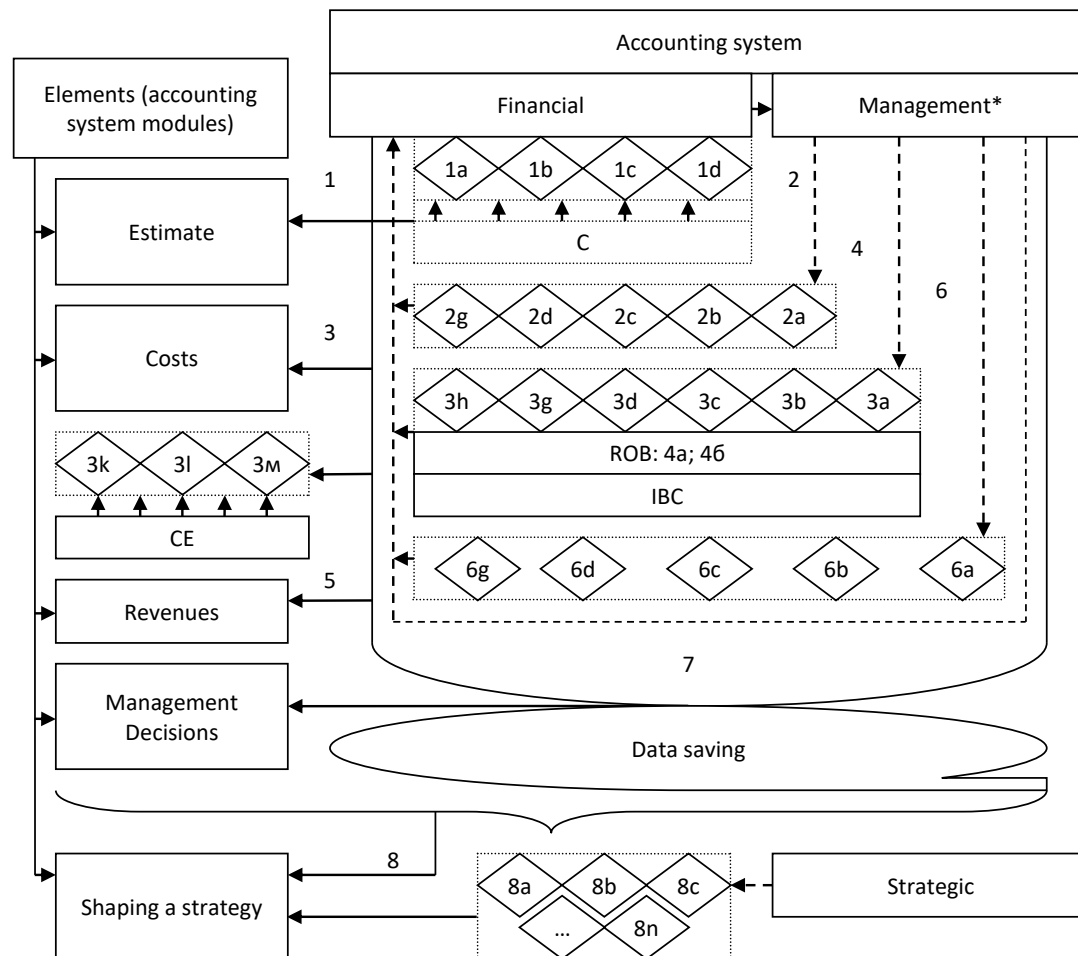 Accounting system
Elements (accounting
system modules)
Financial
Management*
1a
1b
1c
1d
1
2
Estimate
C
4
6
2g
2d
2c
2b
2a
3
Costs
3h
3g
3d
3c
3b
3a
3k
3l
3м
ROB: 4a; 4б
IBC
CE
6g
6d
6c
6b
6a
5
Revenues
7
Management
Decisions
Data saving
8
8a
8b
8c
Strategic
Shaping a strategy
...
8n